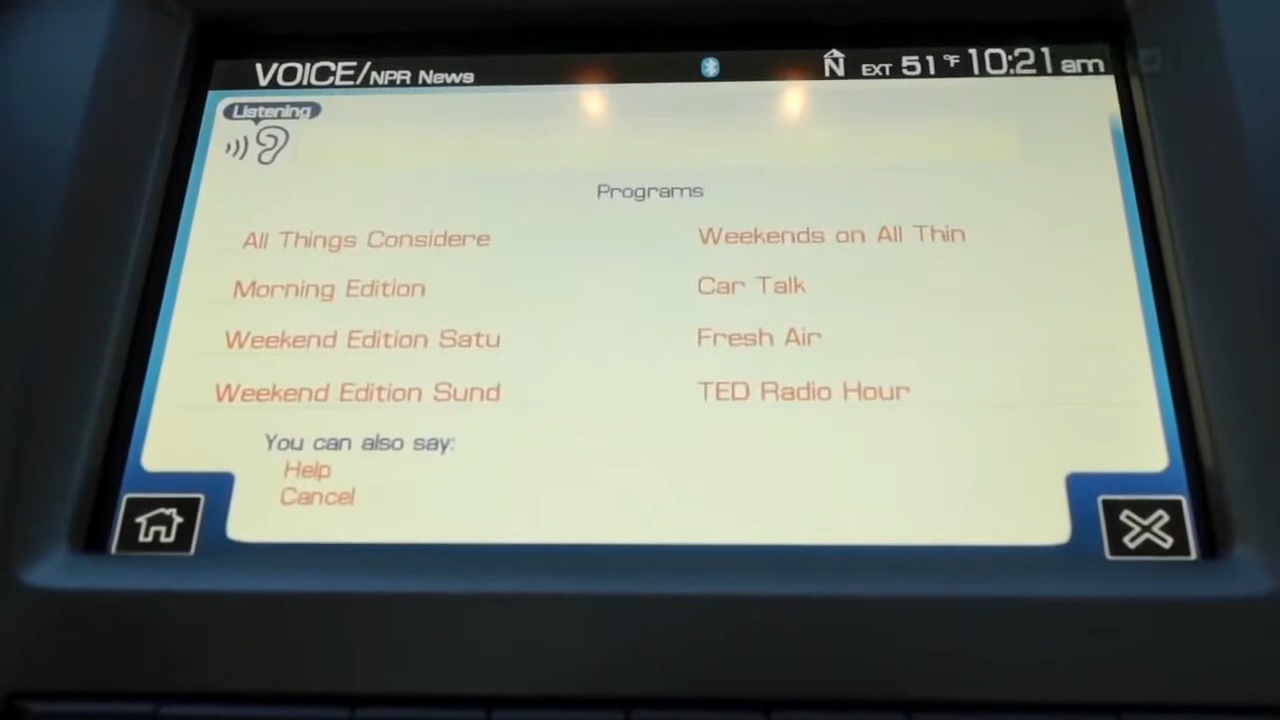 VOICE/NPR News
N EXT 51 °F 10:21 am
Listening
Programs
All Things Considere
Weekends on All Thin
Morning Edition
Car Talk
Weekend Edition Satu
Fresh Air
Weekend Edition Sund
TED Radio Hour
You can also say:
Help
Cancel